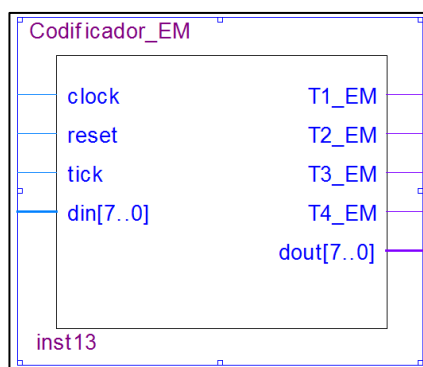 Codificador_EM
clock T1_EM
reset T2_EM
tick T3_EM
din[7..0] T4_EM
dout[7..0]
inst13